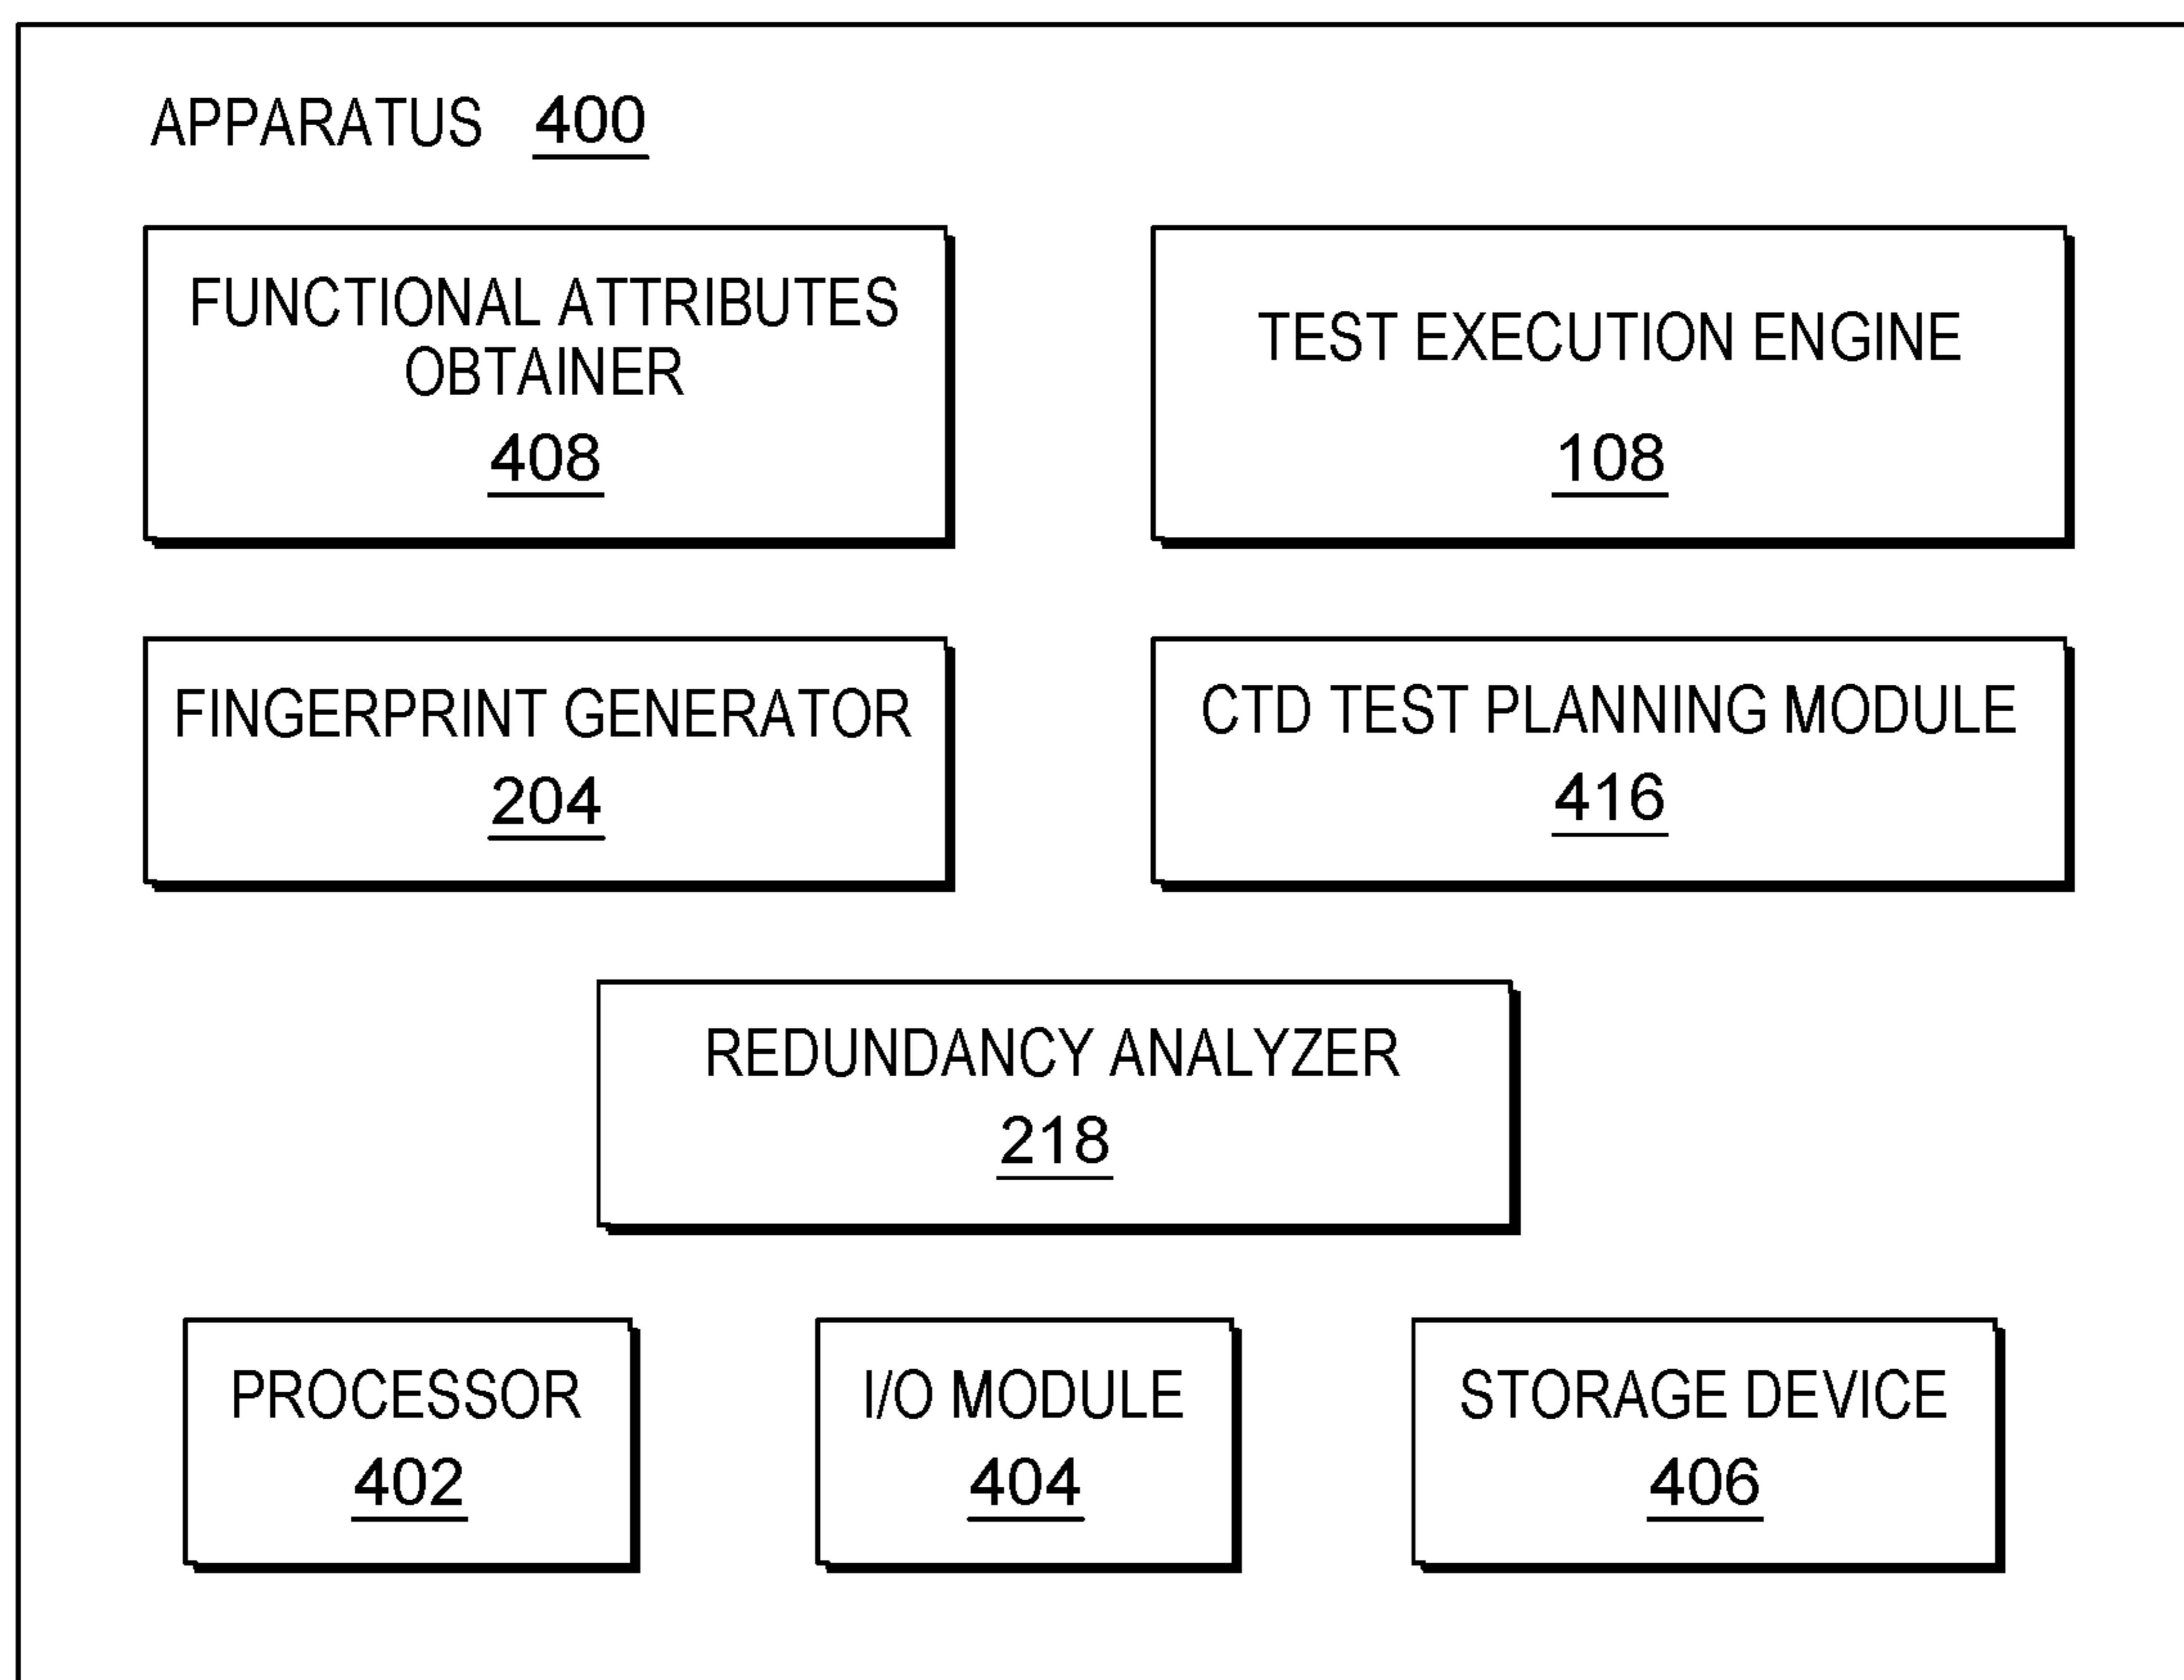 APPARATUS 400
FUNCTIONAL ATTRIBUTES
OBTAINER
408
TEST EXECUTION ENGINE
108
FINGERPRINT GENERATOR
204
CTD TEST PLANNING MODULE
416
REDUNDANCY ANALYZER
218
PROCESSOR
402
I/O MODULE
404
STORAGE DEVICE
406